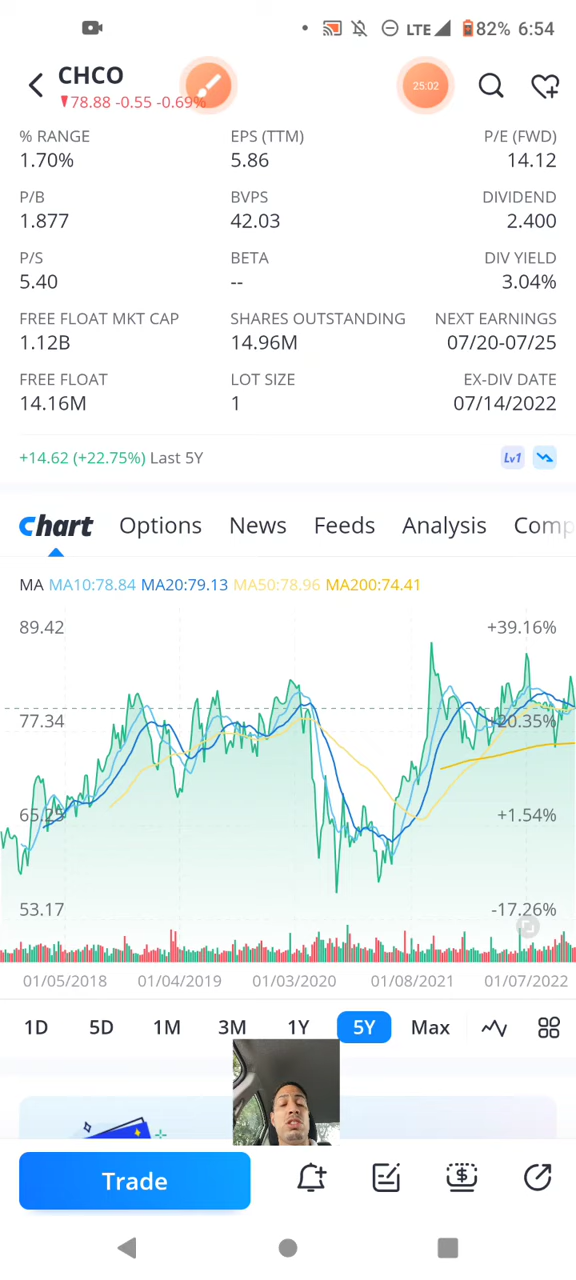 LTE 82% 6:54
CHCO
78.88 -0.55 -0.69%
25:02
% RANGE EPS (TTM) P/E (FWD)
1.70% 5.86 14.12
P/B BVPS DIVIDEND
1.877 42.03 2.400
P/S BETA DIV YIELD
5.40 -- 3.04%
FREE FLOAT MKT CAP SHARES OUTSTANDING NEXT EARNINGS
1.12B 14.96M 07/20-07/25
FREE FLOAT LOT SIZE EX-DIV DATE
14.16M 1 07/14/2022
+14.62 (+22.75%) Last 5Y Lv1
Chart Options News Feeds Analysis Comp
MA MA10:78.84 MA20:79.13 MA50:78.96 MA200:74.41
89.42 +39.16%
77.34 +20.35%
65.25 +1.54%
53.17 -17.26%
01/05/2018 01/04/2019 01/03/2020 01/08/2021 01/07/2022
1D 5D 1M 3M 1Y 5Y Max
Trade